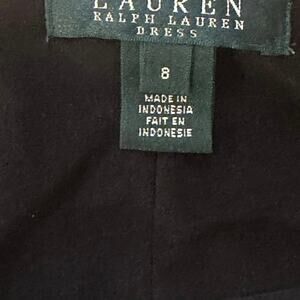 LAUREN
RALPH LAUREN
DRESS
8
MADE IN
INDONESIA
FAIT EN
INDONESIE